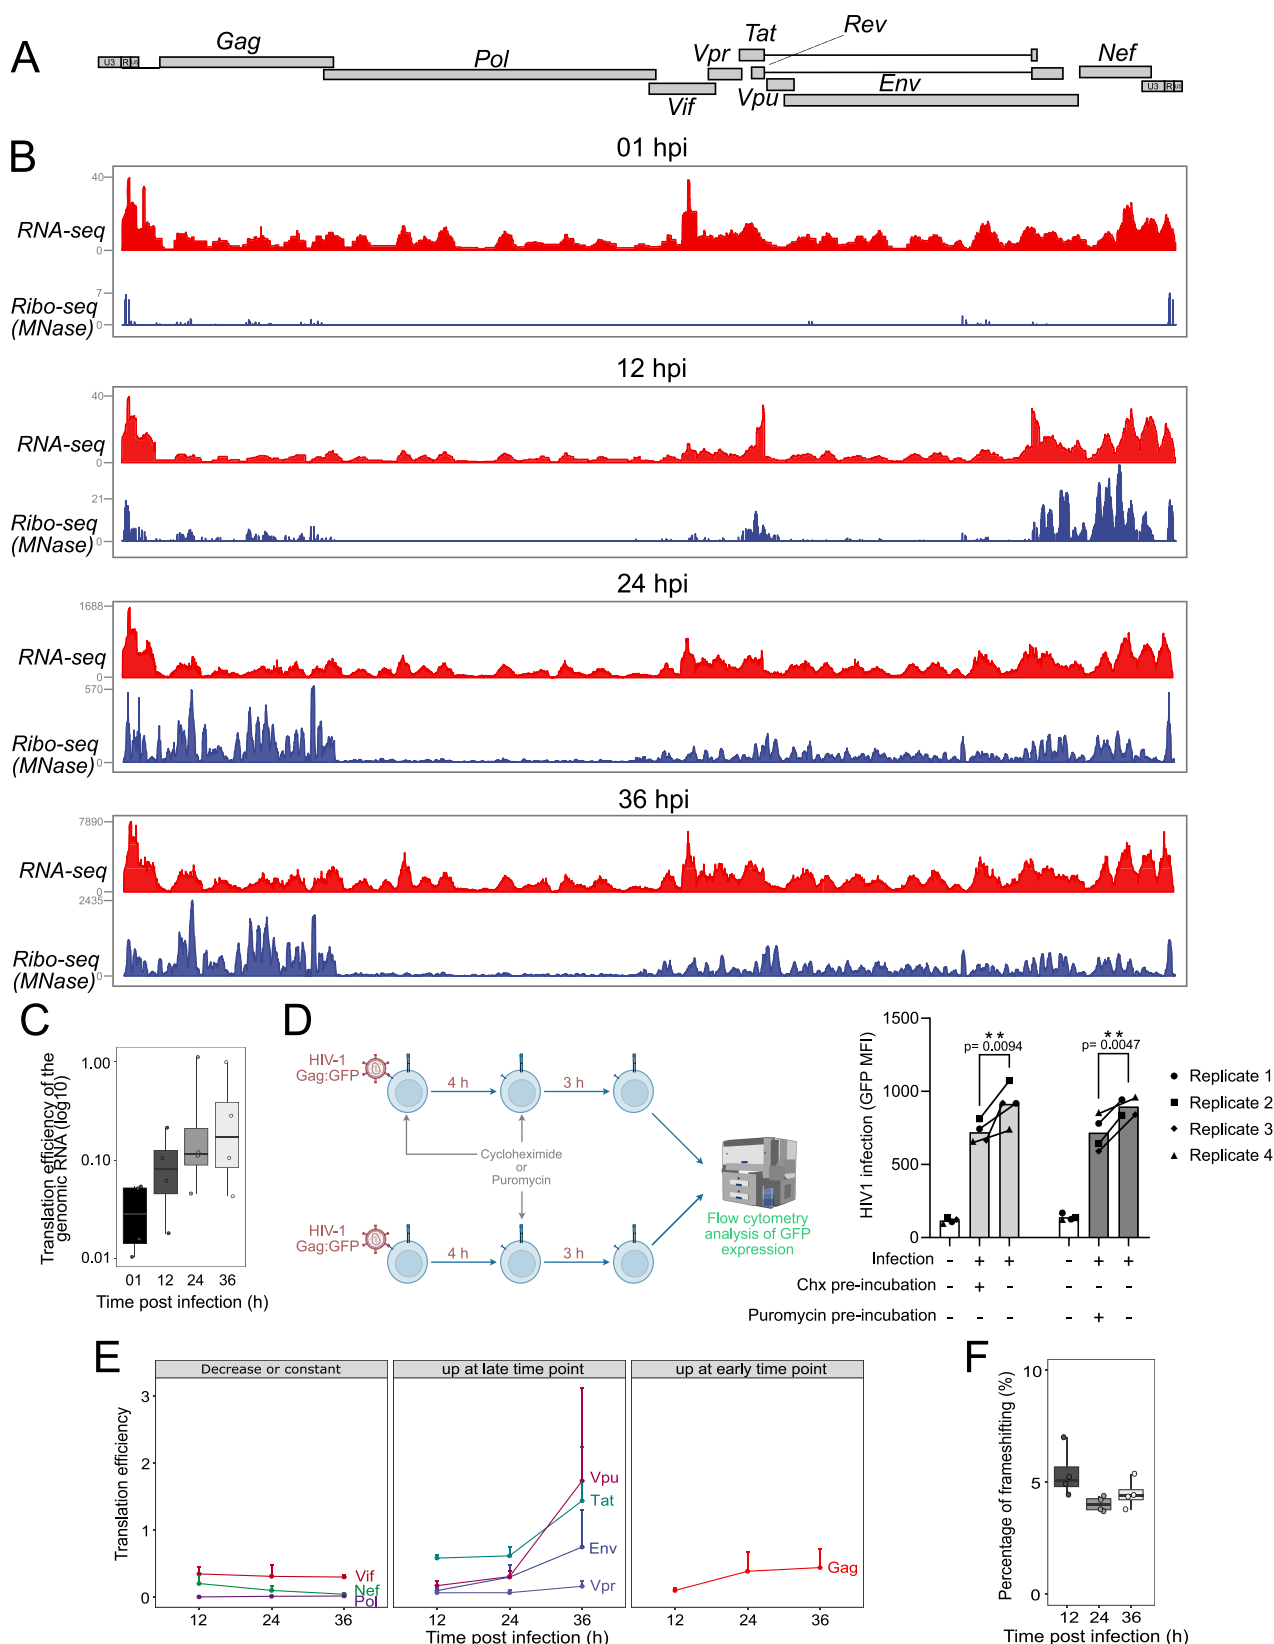 A
U3 R U5
Gag
Pol
Vif
Vpr
Tat
Rev
Vpu
Env
Nef
U3 R U5
B
01 hpi
40
RNA-seq
0
7
Ribo-seq
(MNase)
0
12 hpi
40
RNA-seq
0
21
Ribo-seq
(MNase)
0
24 hpi
1688
RNA-seq
0
570
Ribo-seq
(MNase)
0
36 hpi
7890
RNA-seq
0
2435
Ribo-seq
(MNase)
0
C
Translation efficiency of the
genomic RNA (log10)
1.00
0.10
0.01
01 12 24 36
Time post infection (h)
D
HIV-1
Gag:GFP
4 h
3 h
Cycloheximide
or
Puromycin
HIV-1
Gag:GFP
4 h
3 h
Flow cytometry
analysis of GFP
expression
HIV1 infection (GFP MFI)
1500
1000
500
0
**
p= 0.0094
**
p= 0.0047
Replicate 1
Replicate 2
Replicate 3
Replicate 4
Infection - + + - + +
Chx pre-incubation - + - - - -
Puromycin pre-incubation - - - - + -
E
Decrease or constant
up at late time point
up at early time point
Translation efficiency
3
2
1
0
Vif
Nef
Pol
Vpu
Tat
Env
Vpr
Gag
12 24 36 12 24 36 12 24 36
Time post infection (h)
F
Percentage of frameshifting (%)
10
5
0
12 24 36
Time post infection (h)